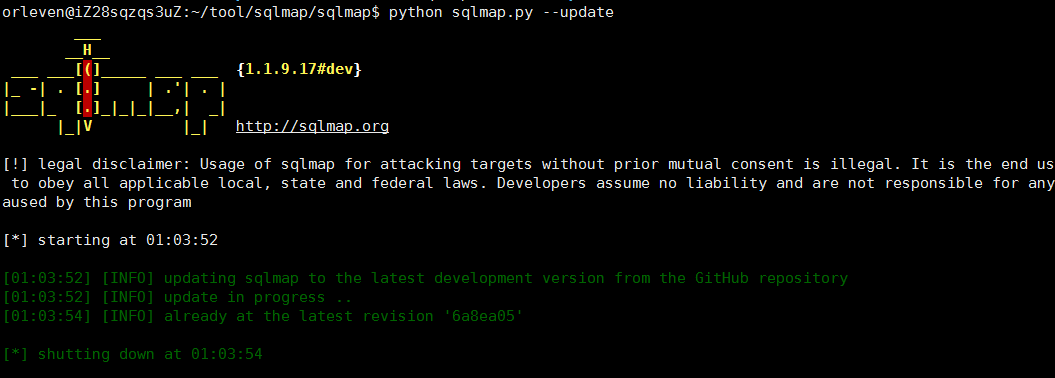 orleven@iZ28sqzqs3uZ:~/tool/sqlmap/sqlmap$ python sqlmap.py --update
        ___
       __H__
 ___ ___[(]_____ ___ ___  {1.1.9.17#dev}
|_ -| . [.]     | .'| . |
|___|_  [.]_|_|_|__,|  _|
      |_|V          |_|   http://sqlmap.org
[!] legal disclaimer: Usage of sqlmap for attacking targets without prior mutual consent is illegal. It is the end us
 to obey all applicable local, state and federal laws. Developers assume no liability and are not responsible for any
aused by this program
[*] starting at 01:03:52
[01:03:52] [INFO] updating sqlmap to the latest development version from the GitHub repository
[01:03:52] [INFO] update in progress ..
[01:03:54] [INFO] already at the latest revision '6a8ea05'
[*] shutting down at 01:03:54